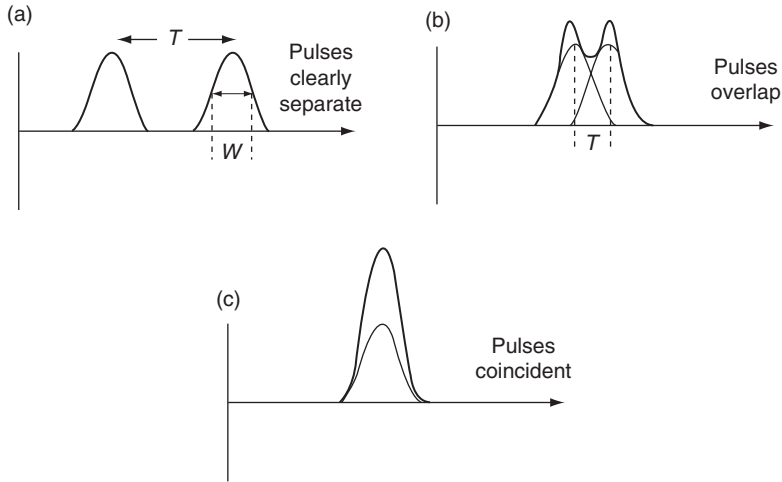 (a)
T
Pulses
clearly
separate
W
(b)
Pulses
overlap
T
(c)
Pulses
coincident